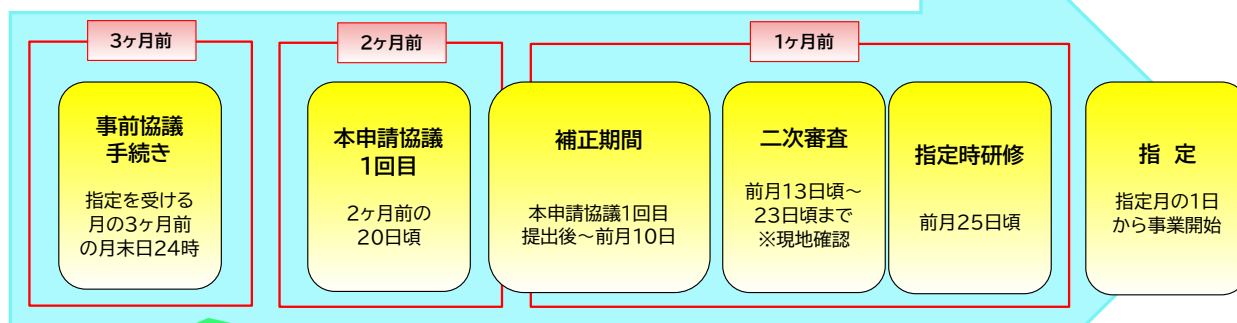 3ヶ月前
事前協議
手続き
指定を受ける
月の3ヶ月前
の月末日24時
2ヶ月前
本申請協議
1回目
2ヶ月前の
20日頃
1ヶ月前
補正期間
本申請協議1回目
提出後～前月10日
二次審査
前月13日頃～
23日頃まで
※現地確認
指定時研修
前月25日頃
指 定
指定月の1日
から事業開始